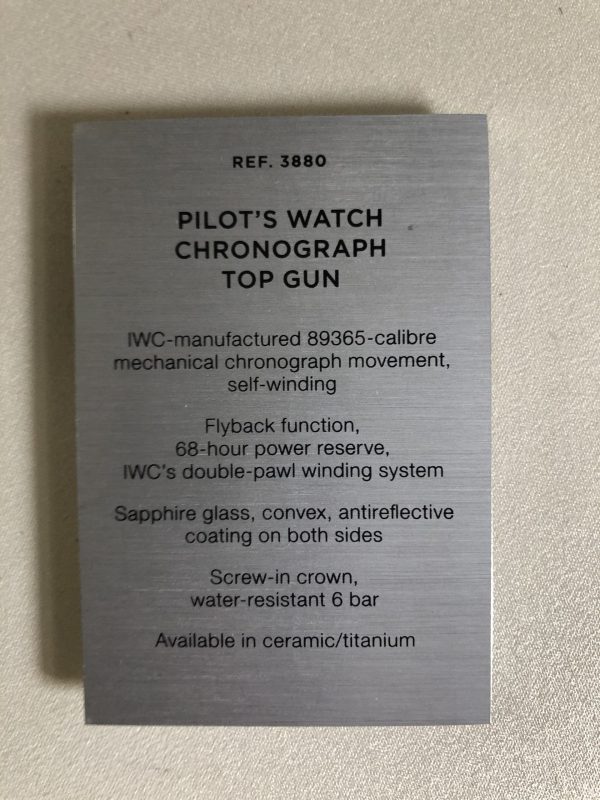 REF. 3880
PILOT'S WATCH
CHRONOGRAPH
TOP GUN
IWC-manufactured 89365-calibre
mechanical chronograph movement,
self-winding
Flyback function,
68-hour power reserve,
IWC's double-pawl winding system
Sapphire glass, convex, antireflective
coating on both sides
Screw-in crown,
water-resistant 6 bar
Available in ceramic/titanium